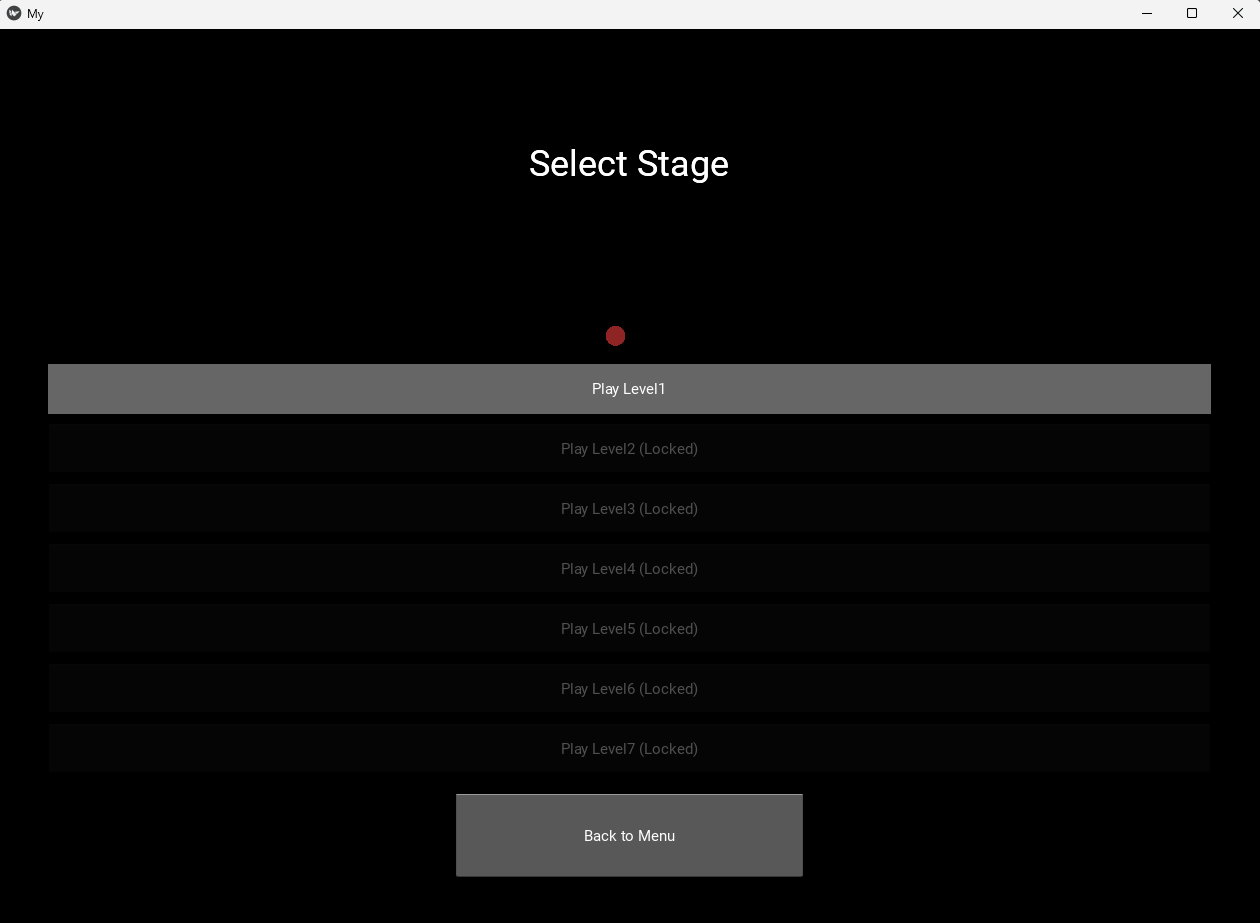 My
Select Stage
Play Level1
Play Level2 (Locked)
Play Level3 (Locked)
Play Level4 (Locked)
Play Level5 (Locked)
Play Level6 (Locked)
Play Level7 (Locked)
Back to Menu